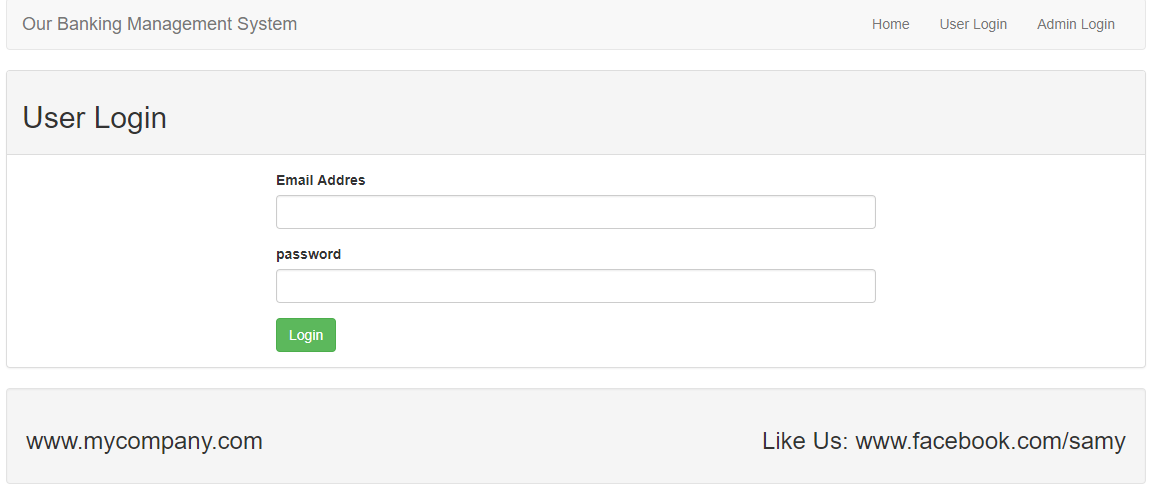 Our Banking Management System Home User Login Admin Login
User Login
Email Addres
password
Login
www.mycompany.com Like Us: www.facebook.com/samy